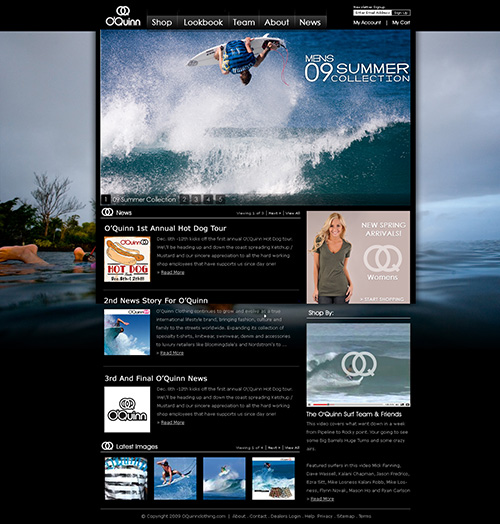 Newsletter Signup
Enter Email Address Sign Up
O'Quinn
Shop Lookbook Team About News
My Account | My Cart
MENS
09 SUMMER
COLLECTION
1 09 Summer Collection 2 3 4 5
News
Viewing 1 of 3 | Next | View All
O'Quinn 1st Annual Hot Dog Tour
Dec. 8th -12th kicks off the first annual O'Quinn Hot Dog tour.
We'll be heading up and down the coast spreading Ketchup /
Mustard and our sincere appreciation to all the hard working
shop employees that have supports us since day one!
» Read More
HOT DOG
NEW SPRING
ARRIVALS!
Womens
START SHOPPING
2nd News Story For O'Quinn
O'Quinn Clothing continues to grow and evolve as a true
international lifestyle brand, bringing fashion, culture and
family to the streets worldwide. Expanding its collection of
specialty t-shirts, knitwear, swimwear, denim and accessories
to luxury retailers like Bloomingdale's and Nordstrom's to ...
» Read More
Shop By:
3rd And Final O'Quinn News
Dec. 8th -12th kicks off the first annual O'Quinn Hot Dog tour.
We'll be heading up and down the coast spreading Ketchup /
Mustard and our sincere appreciation to all the hard working
shop employees that have supports us since day one!
» Read More
O'Quinn
The O'Quinn Surf Team & Friends
This video covers what went down in a week
from Pipeline to Rocky point. Your going to see
some Big Barrels Huge Turns and some crazy
airs.
Featured surfers in this video Mick Fanning,
Dave Wassel, Kalani Chapman, Jason Fredrico,
Ezra Sitt, Mike Losness Kalani Robb, Mike Los-
ness, Flynn Novak, Mason Ho and Ryan Carlson
» Read More
Latest Images
Viewing 1 of 4 | Next | View All
© Copyright 2009 OQuinnclothing.com | About . Contact . Dealers Login . Help Privacy . Sitemap . Terms